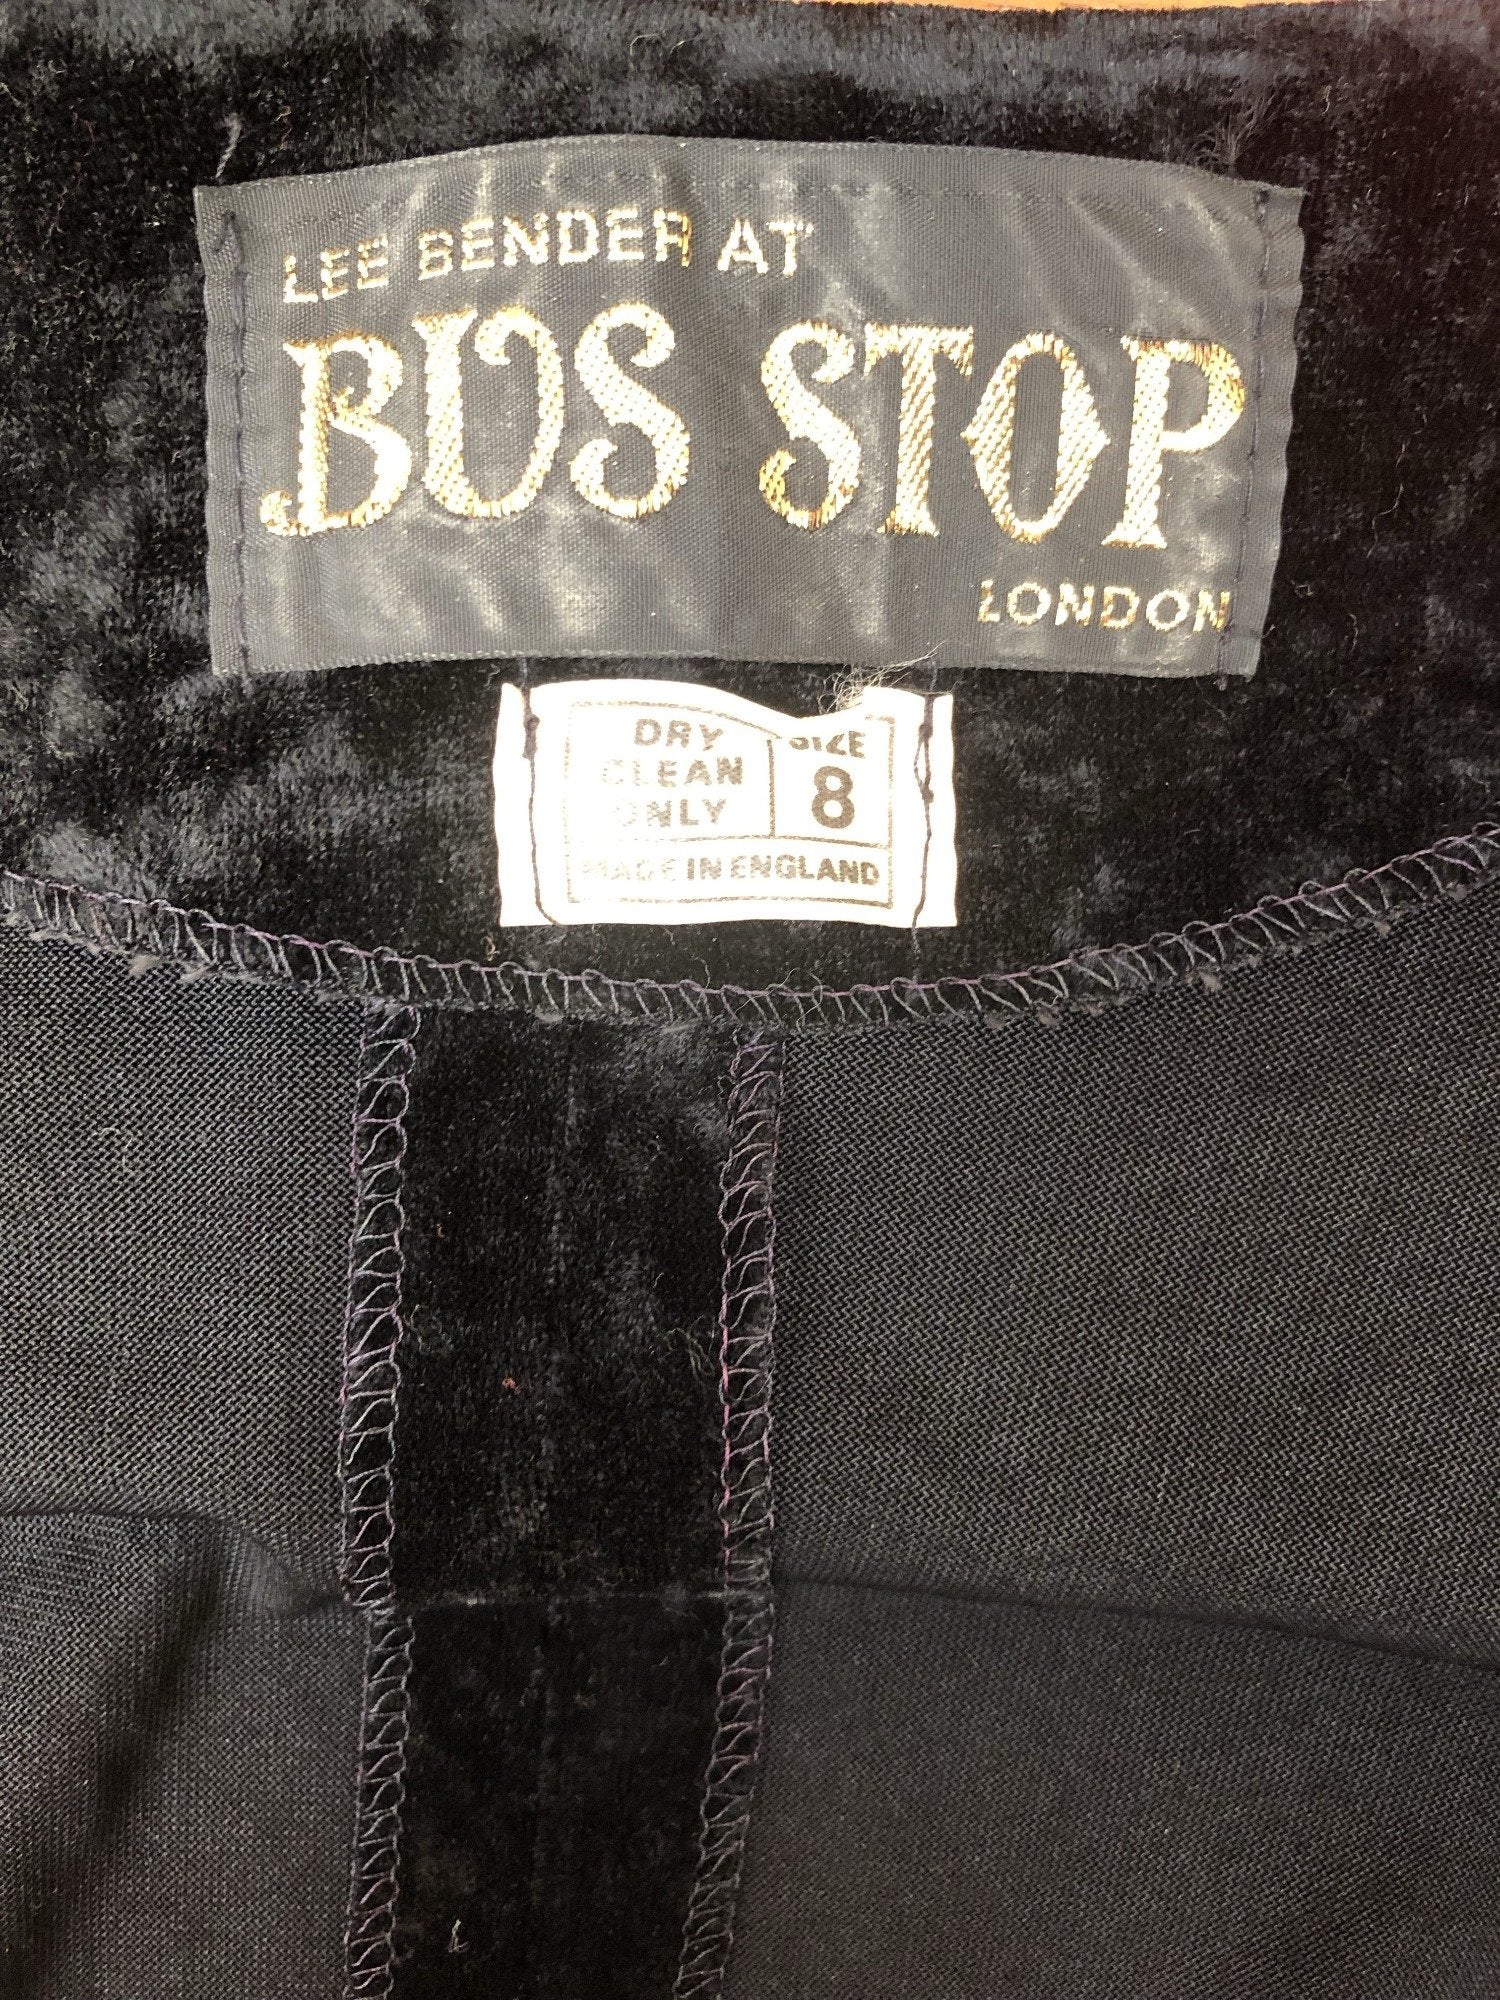 LEE BENDER AT
BUS STOP
LONDON
DRY
CLEAN
ONLY
SIZE
8
MADE IN ENGLAND